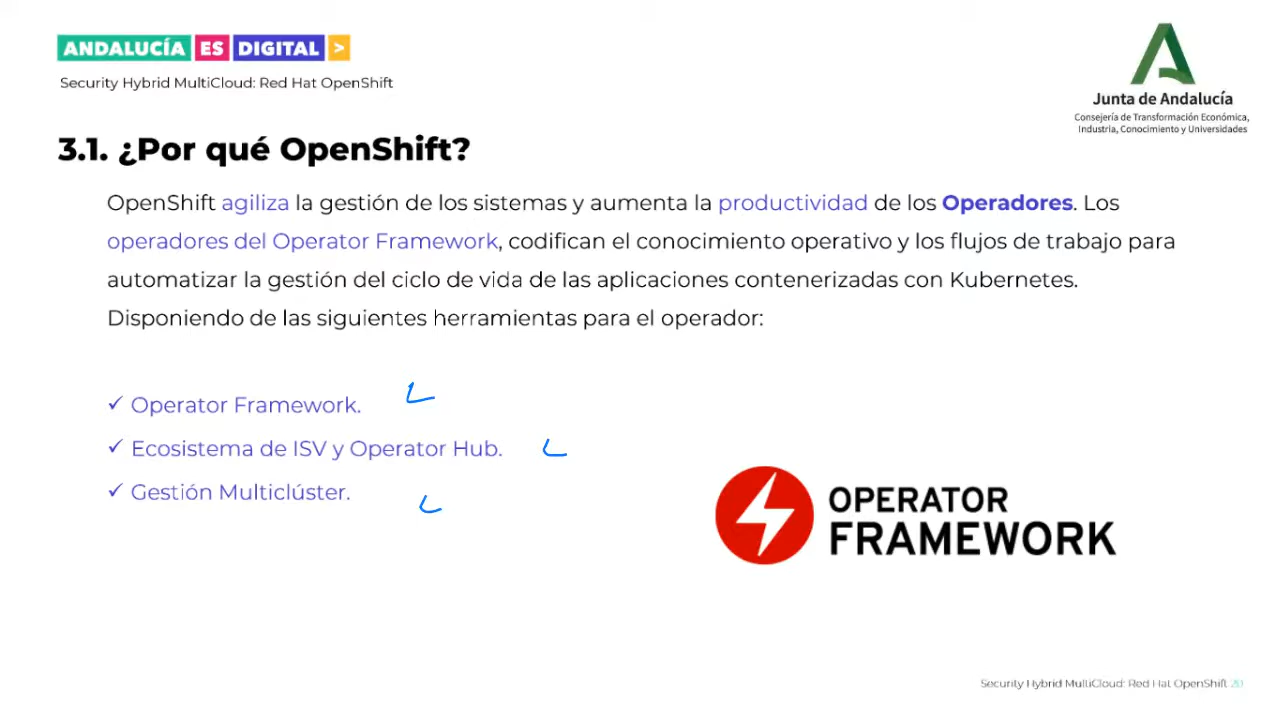 ANDALUCÍA ES DIGITAL >
Security Hybrid MultiCloud: Red Hat OpenShift
Junta de Andalucía
Consejería de Transformación Económica,
Industria, Conocimiento y Universidades
3.1. ¿Por qué OpenShift?
OpenShift agiliza la gestión de los sistemas y aumenta la productividad de los Operadores. Los
operadores del Operator Framework, codifican el conocimiento operativo y los flujos de trabajo para
automatizar la gestión del ciclo de vida de las aplicaciones contenerizadas con Kubernetes.
Disponiendo de las siguientes herramientas para el operador:
✓ Operator Framework.
✓ Ecosistema de ISV y Operator Hub.
✓ Gestión Multiclúster.
OPERATOR
FRAMEWORK
Security Hybrid MultiCloud: Red Hat OpenShift 20